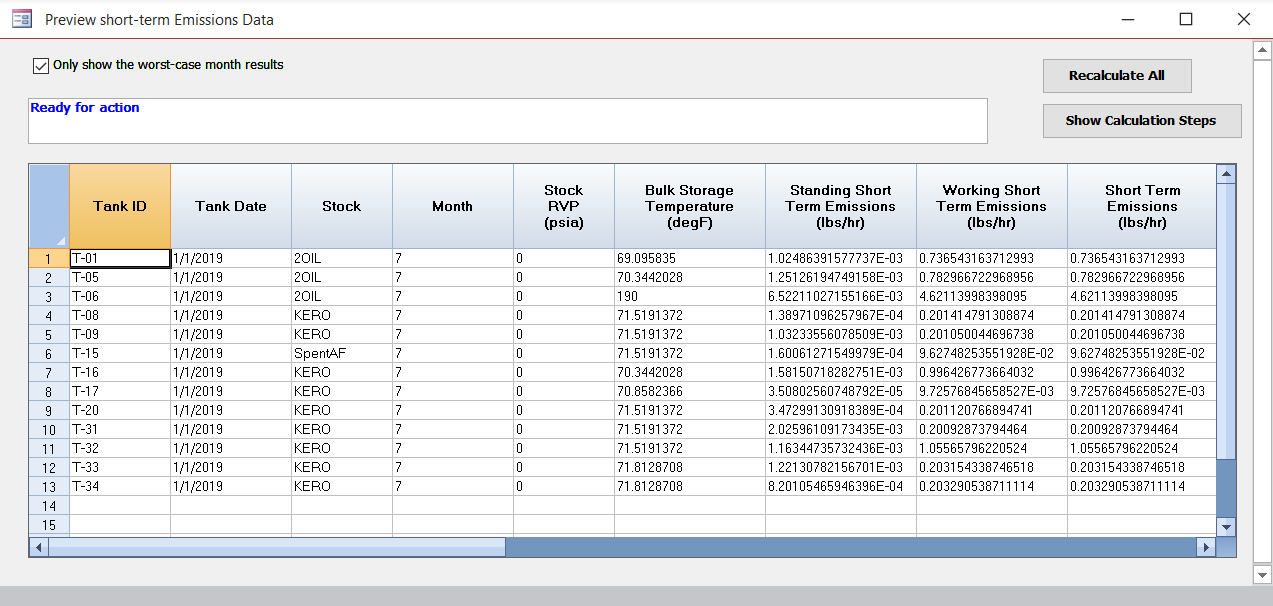 Preview short-term Emissions Data
Only show the worst-case month results
Recalculate All
Ready for action
Show Calculation Steps
Tank ID Tank Date Stock Month Stock RVP (psia) Bulk Storage Temperature (degF) Standing Short Term Emissions (lbs/hr) Working Short Term Emissions (lbs/hr) Short Term Emissions (lbs/hr)
1 T-01 1/1/2019 2OIL 7 0 69.095835 1.02486391577737E-03 0.736543163712993 0.736543163712993
2 T-05 1/1/2019 2OIL 7 0 70.3442028 1.25126194749158E-03 0.782966722968956 0.782966722968956
3 T-06 1/1/2019 2OIL 7 0 190 6.52211027155166E-03 4.62113998398095 4.62113998398095
4 T-08 1/1/2019 KERO 7 0 71.5191372 1.38971096257967E-04 0.201414791308874 0.201414791308874
5 T-09 1/1/2019 KERO 7 0 71.5191372 1.03233556078509E-03 0.201050044696738 0.201050044696738
6 T-15 1/1/2019 SpentAF 7 0 71.5191372 1.60061271549979E-04 9.62748253551928E-02 9.62748253551928E-02
7 T-16 1/1/2019 KERO 7 0 70.3442028 1.58150718282751E-03 0.996426773664032 0.996426773664032
8 T-17 1/1/2019 KERO 7 0 70.8582366 3.50802560748792E-05 9.72576845658527E-03 9.72576845658527E-03
9 T-20 1/1/2019 KERO 7 0 71.5191372 3.47299130918389E-04 0.201120766894741 0.201120766894741
10 T-31 1/1/2019 KERO 7 0 71.5191372 2.02596109173435E-03 0.20092873794464 0.20092873794464
11 T-32 1/1/2019 KERO 7 0 71.5191372 1.16344735732436E-03 1.05565796220524 1.05565796220524
12 T-33 1/1/2019 KERO 7 0 71.8128708 1.22130782156701E-03 0.203154338746518 0.203154338746518
13 T-34 1/1/2019 KERO 7 0 71.8128708 8.20105465946396E-04 0.203290538711114 0.203290538711114
14
15